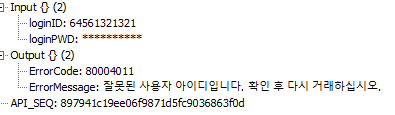 Input {} (2)
loginID: 64561321321
loginPWD: **********
Output {} (2)
ErrorCode: 80004011
ErrorMessage: 잘못된 사용자 아이디입니다. 확인 후 다시 거래하십시오.
API_SEQ: 897941c19ee06f9871d5fc9036863f0d